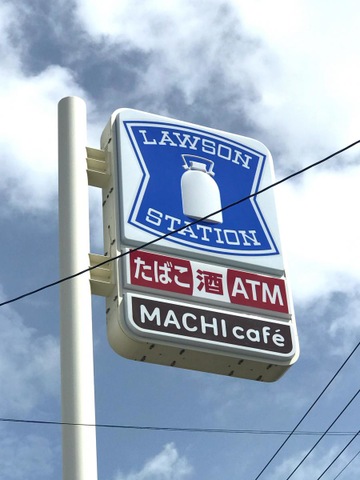 LAWSON
STATION
たばこ 酒 ATM
MACHI café